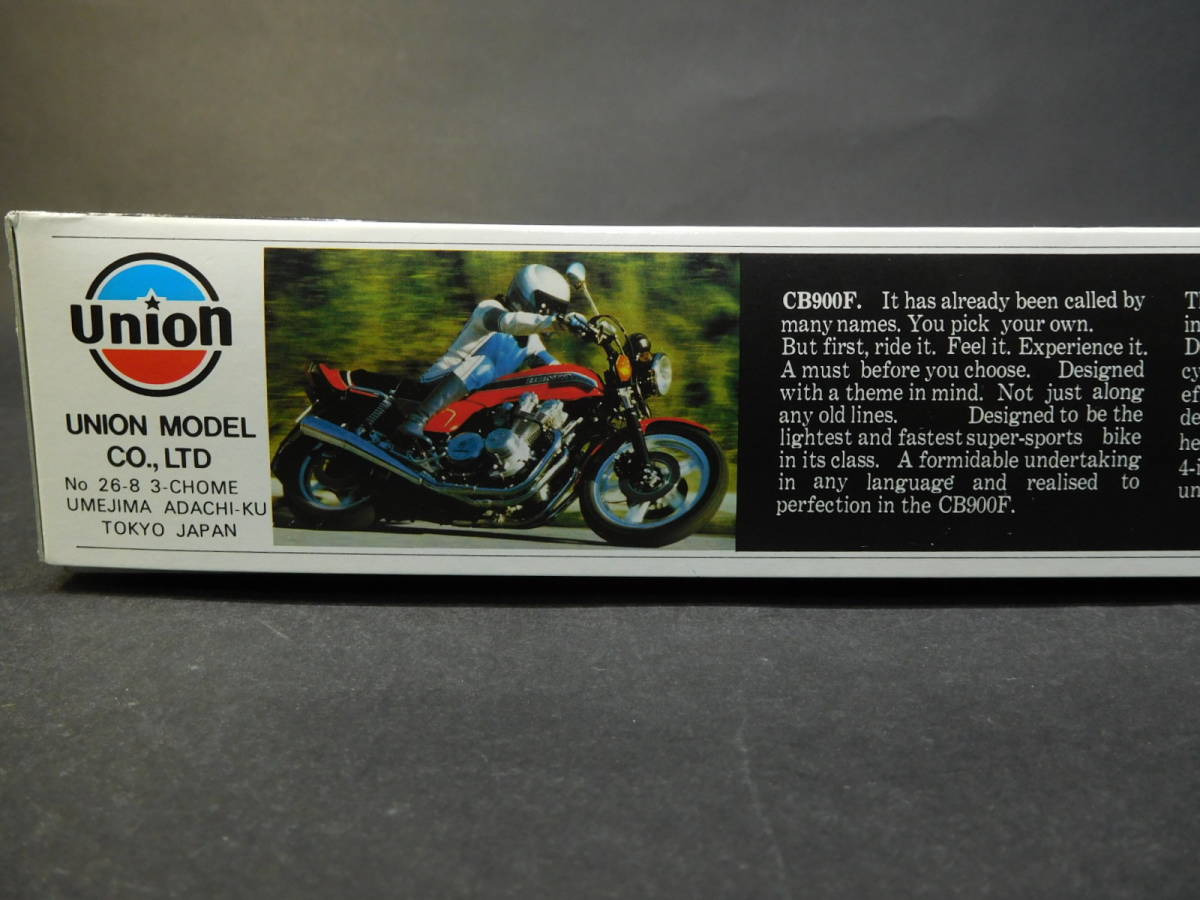 Union
UNION MODEL
CO., LTD
No 26-8 3-CHOME
UMEJIMA ADACHI-KU
TOKYO JAPAN
CB900F. It has already been called by
many names. You pick your own.
But first, ride it. Feel it. Experience it.
A must before you choose. Designed
with a theme in mind. Not just along
any old lines. Designed to be the
lightest and fastest super-sports bike
in its class. A formidable undertaking
in any language and realised to
perfection in the CB900F.